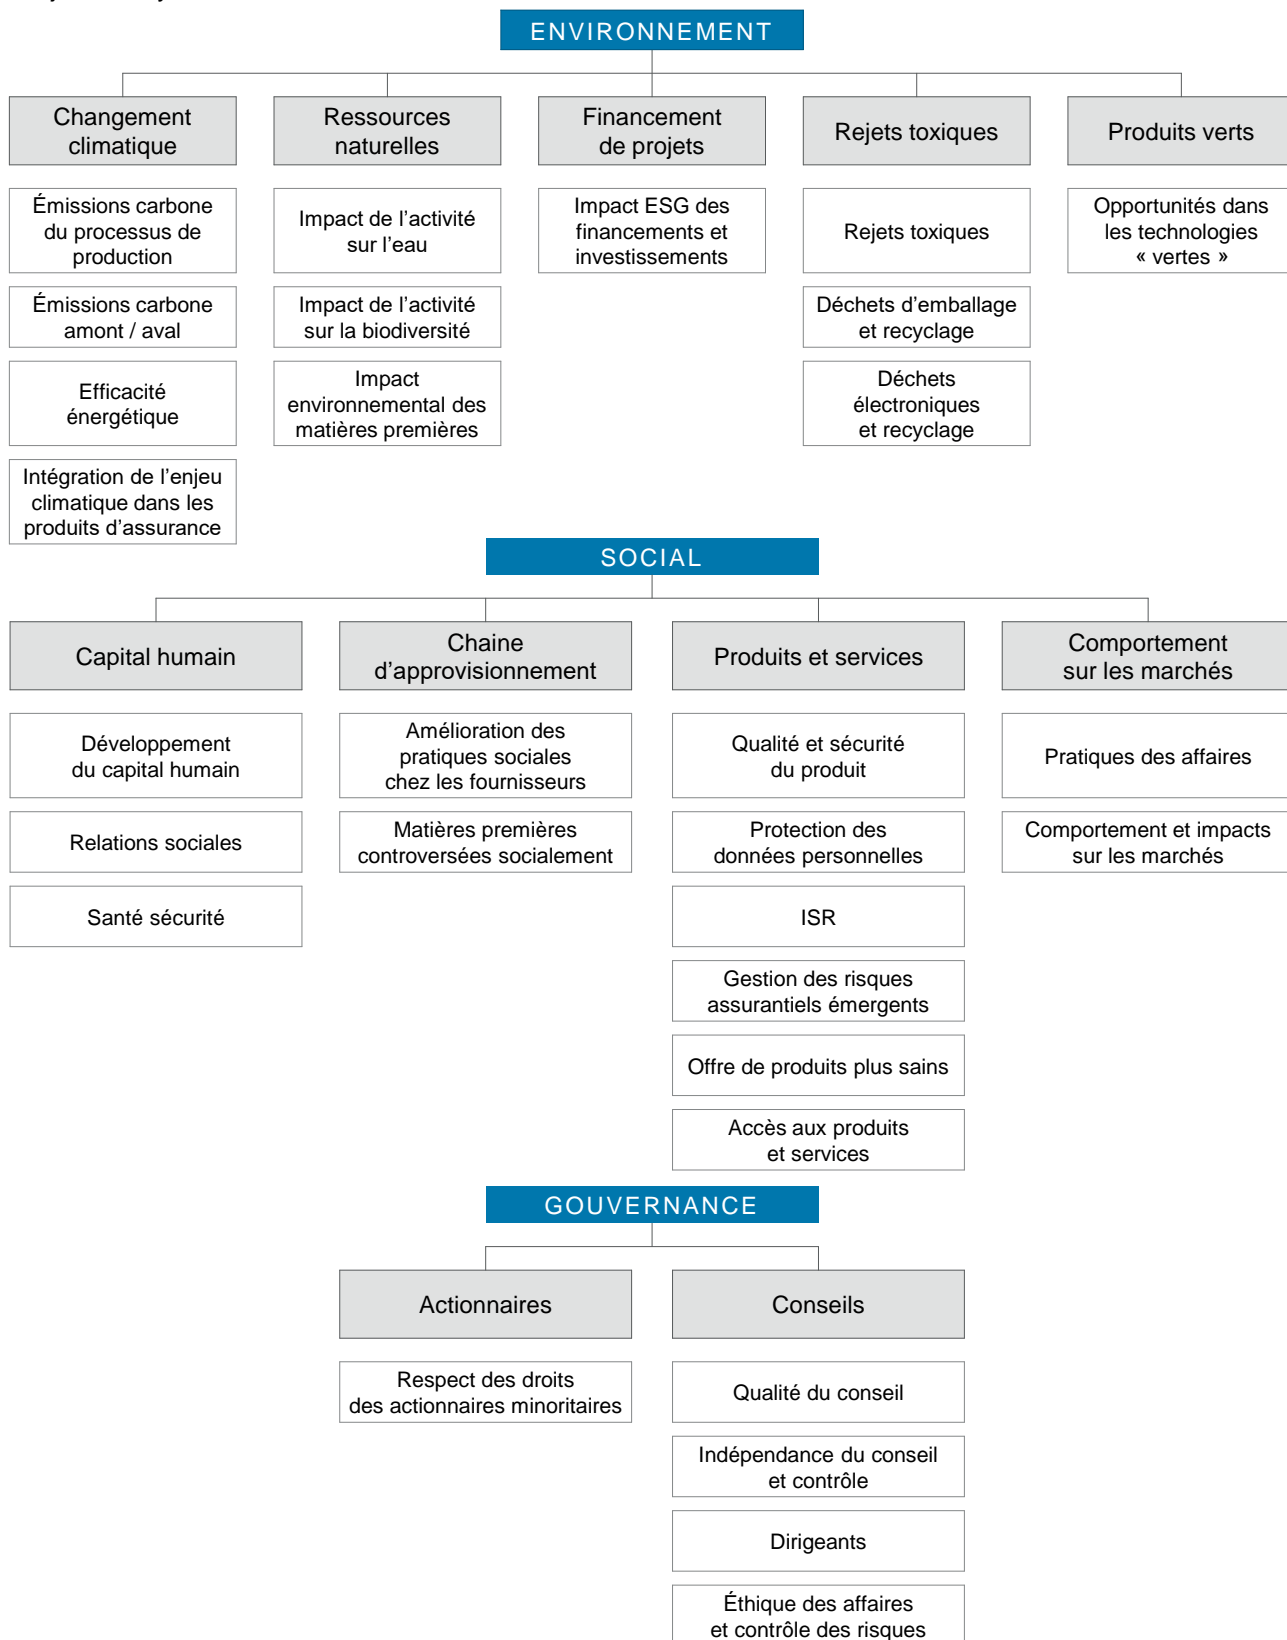 ENVIRONNEMENT
Changement
climatique
Ressources
naturelles
Financement
de projets
Rejets toxiques
Produits verts
Émissions carbone
du processus de
production
Impact de l'activité
sur l'eau
Impact ESG des
financements et
investissements
Rejets toxiques
Opportunités dans
les technologies
« vertes »
Émissions carbone
amont / aval
Impact de l'activité
sur la biodiversité
Déchets d'emballage
et recyclage
Efficacité
énergétique
Impact
environnemental des
matières premières
Déchets
électroniques
et recyclage
Intégration de l'enjeu
climatique dans les
produits d'assurance
SOCIAL
Capital humain
Chaine
d'approvisionnement
Produits et services
Comportement
sur les marchés
Développement
du capital humain
Amélioration des
pratiques sociales
chez les fournisseurs
Qualité et sécurité
du produit
Pratiques des affaires
Relations sociales
Matières premières
controversées socialement
Protection des
données personnelles
Comportement et impacts
sur les marchés
Santé sécurité
ISR
Gestion des risques
assurantiels émergents
Offre de produits plus sains
Accès aux produits
et services
GOUVERNANCE
Actionnaires
Conseils
Respect des droits
des actionnaires minoritaires
Qualité du conseil
Indépendance du conseil
et contrôle
Dirigeants
Éthique des affaires
et contrôle des risques